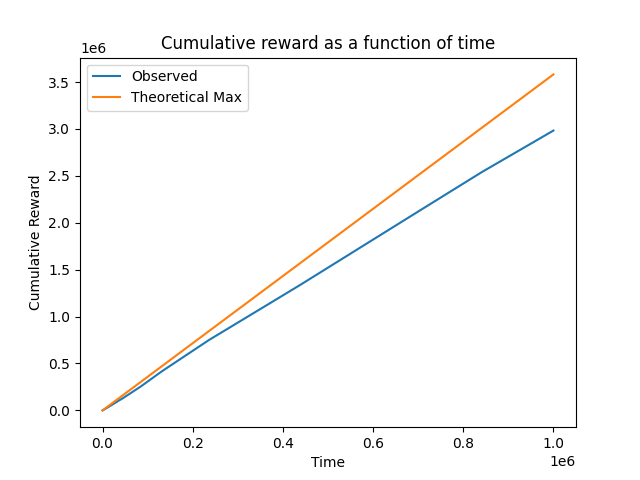 Cumulative reward as a function of time
1e6
Observed
Theoretical Max
3.5
3.0
2.5
2.0
1.5
1.0
0.5
0.0
Cumulative Reward
0.0 0.2 0.4 0.6 0.8 1.0
Time
1e6